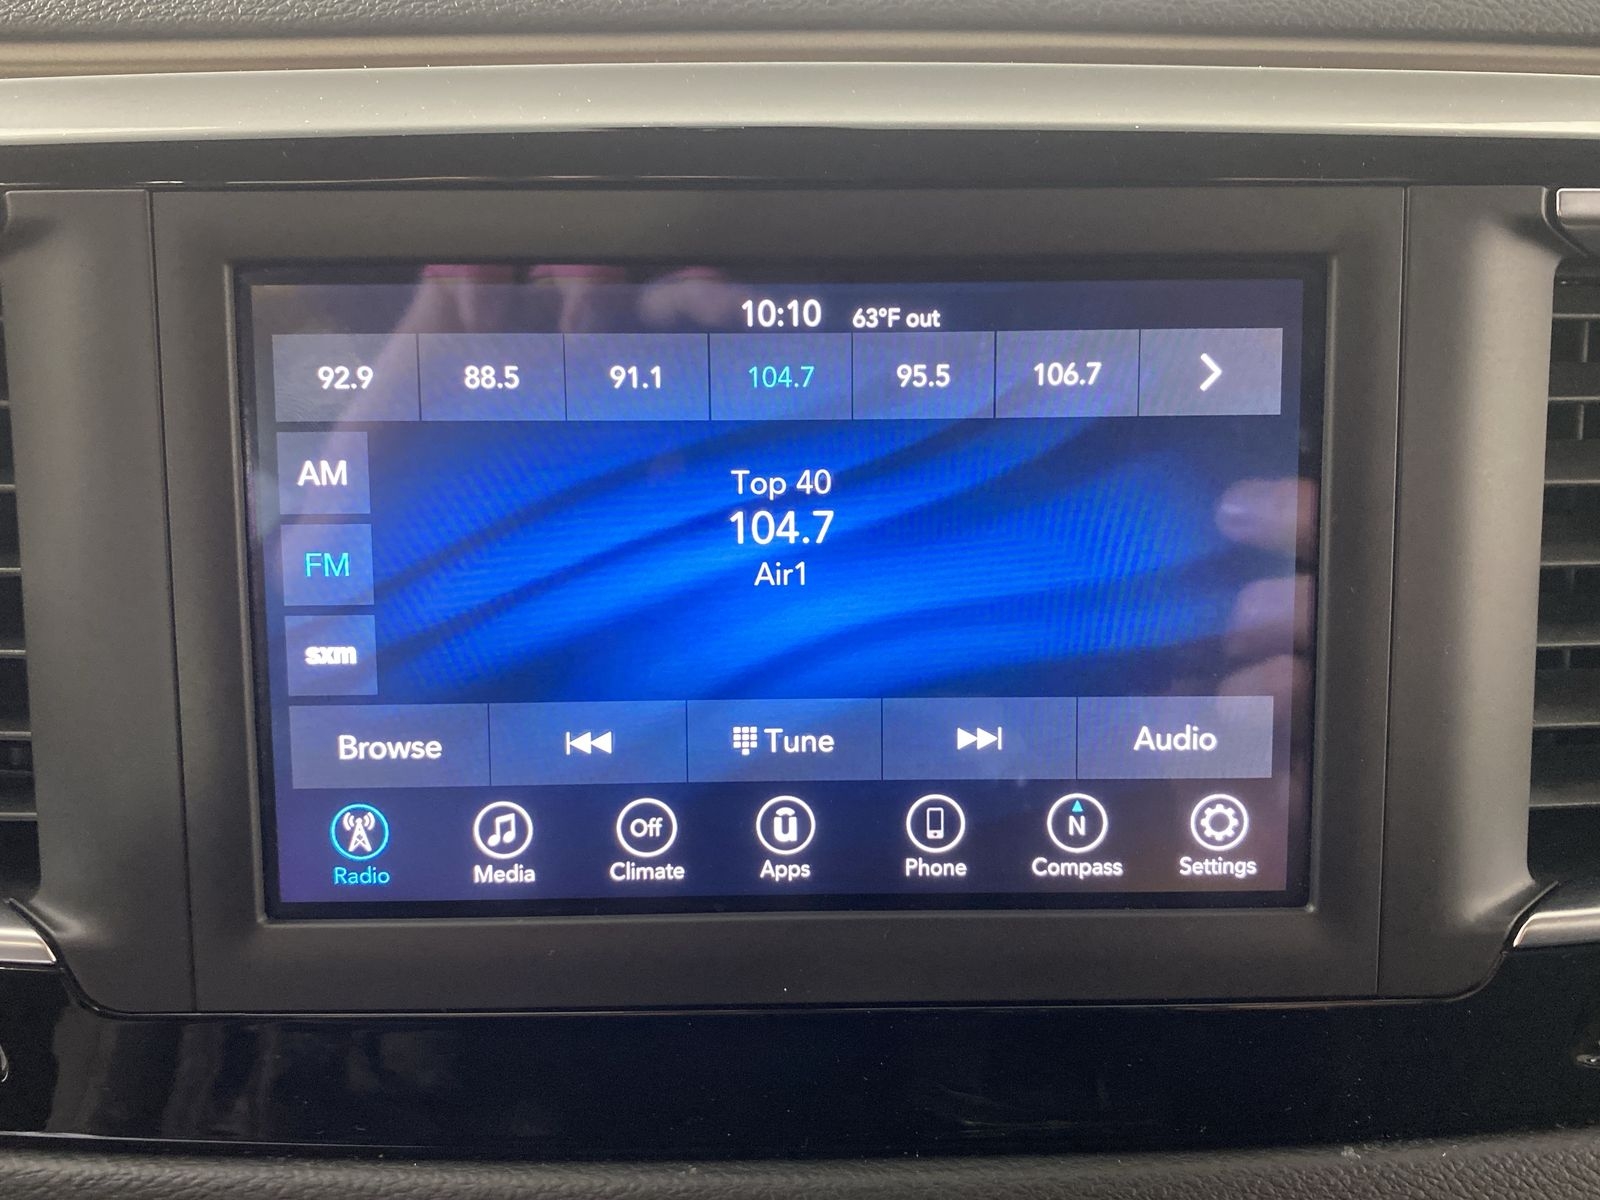 10:10 63°F out
92.9 88.5 91.1 104.7 95.5 106.7
AM
Top 40
104.7
FM
Air1
sxm
Browse Tune Audio
Off N
Radio Media Climate Apps Phone Compass Settings